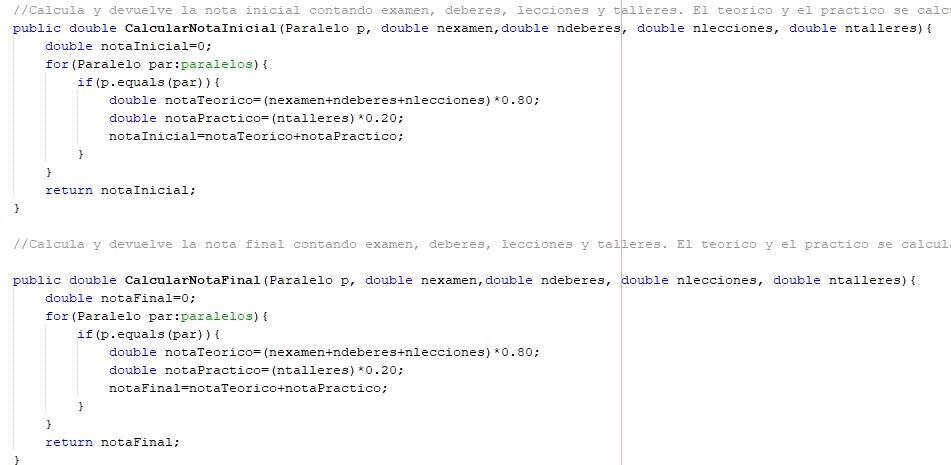 //Calcula y devuelve la nota inicial contando examen, deberes, lecciones y talleres. El teorico y el practico se calcu
public double CalcularNotaInicial(Paralelo p, double nexamen,double ndeberes, double nlecciones, double ntalleres){
double notaInicial=0;
for(Paralelo par:paralelos){
if(p.equals(par)){
double notaTeorico=(nexamen+ndeberes+nlecciones)*0.80;
double notaPractico=(ntalleres)*0.20;
notaInicial=notaTeorico+notaPractico;
}
}
return notaInicial;
}
//Calcula y devuelve la nota final contando examen, deberes, lecciones y talleres. El teorico y el practico se calcula
public double CalcularNotaFinal(Paralelo p, double nexamen,double ndeberes, double nlecciones, double ntalleres){
double notaFinal=0;
for(Paralelo par:paralelos){
if(p.equals(par)){
double notaTeorico=(nexamen+ndeberes+nlecciones)*0.80;
double notaPractico=(ntalleres)*0.20;
notaFinal=notaTeorico+notaPractico;
}
}
return notaFinal;
}